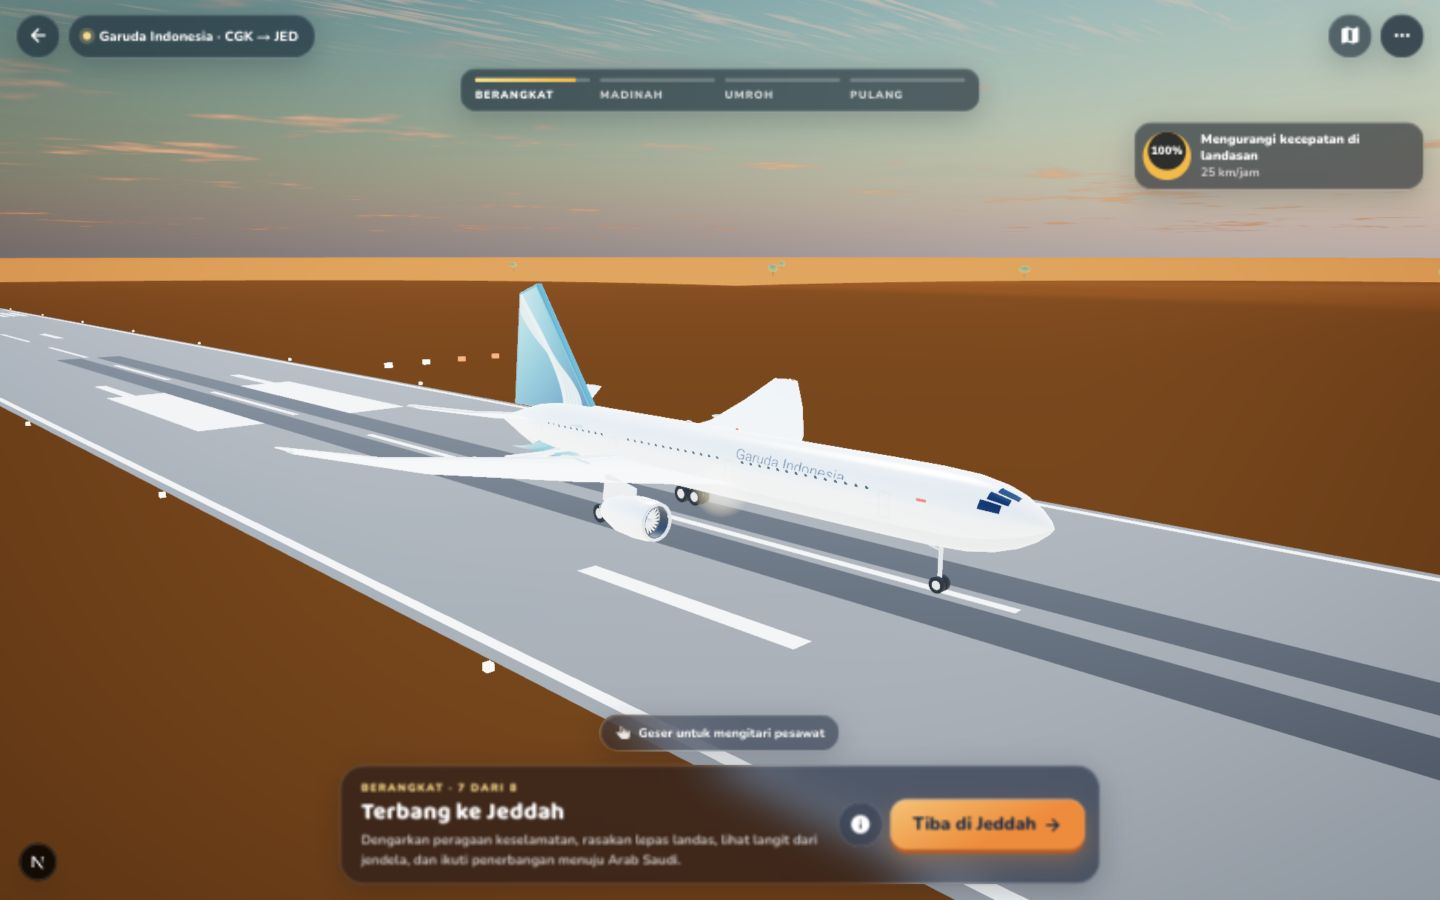 Garuda Indonesia · CGK → JED
BERANGKAT
MADINAH
UMROH
PULANG
100%
Mengurangi kecepatan di
landasan
25 km/jam
Garuda Indonesia
Geser untuk mengitari pesawat
BERANGKAT · 7 DARI 8
Terbang ke Jeddah
Dengarkan peragaan keselamatan, rasakan lepas landas, lihat langit dari
jendela, dan ikuti penerbangan menuju Arab Saudi.
Tiba di Jeddah →
N